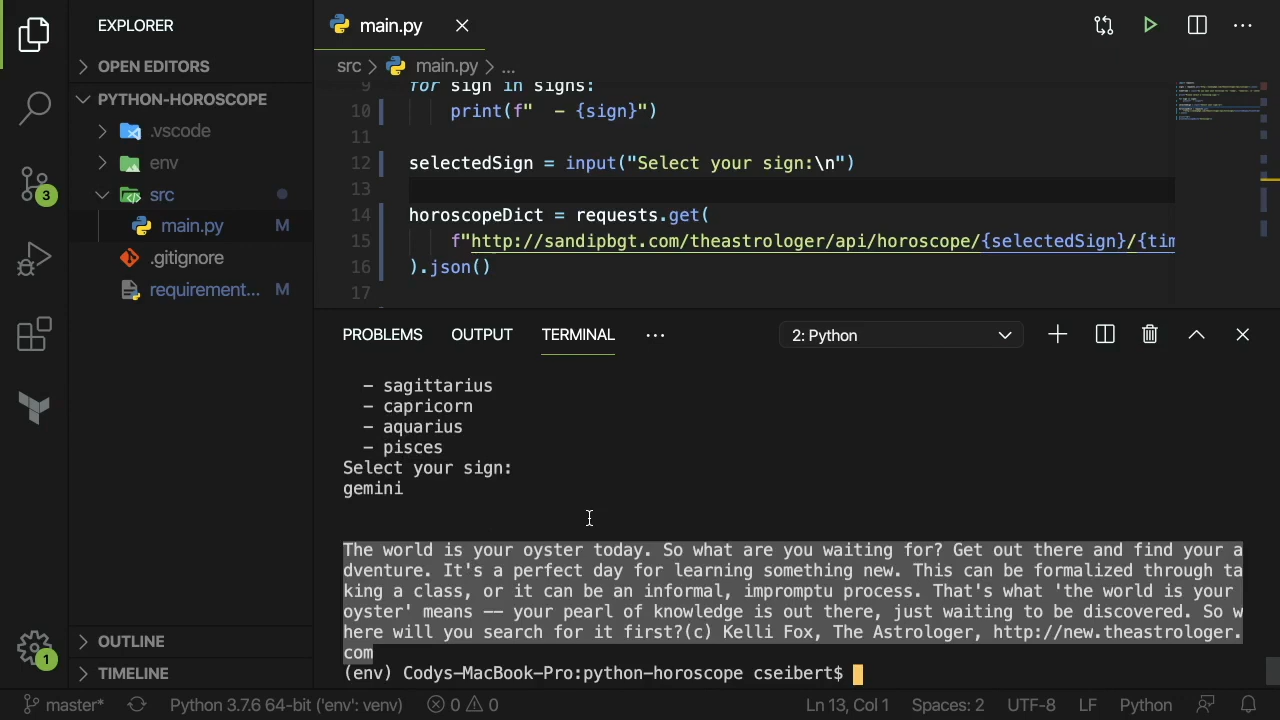 EXPLORER
OPEN EDITORS
PYTHON-HOROSCOPE
.vscode
env
src
main.py M
.gitignore
requirement... M
OUTLINE
TIMELINE
3
1
main.py
src > main.py > ...
9 for sign in signs:
10 print(f"  - {sign}")
11
12 selectedSign = input("Select your sign:\n")
13
14 horoscopeDict = requests.get(
15 f"http://sandipbgt.com/theastrologer/api/horoscope/{selectedSign}/{tim
16 ).json()
17
PROBLEMS OUTPUT TERMINAL ... 2: Python
- sagittarius
- capricorn
- aquarius
- pisces
Select your sign:
gemini
The world is your oyster today. So what are you waiting for? Get out there and find your a
dventure. It's a perfect day for learning something new. This can be formalized through ta
king a class, or it can be an informal, impromptu process. That's what 'the world is your
oyster' means -- your pearl of knowledge is out there, just waiting to be discovered. So w
here will you search for it first?(c) Kelli Fox, The Astrologer, http://new.theastrologer.
com
(env) Codys-MacBook-Pro:python-horoscope cseibert$
master* Python 3.7.6 64-bit ('env': venv) 0 0 Ln 13, Col 1 Spaces: 2 UTF-8 LF Python